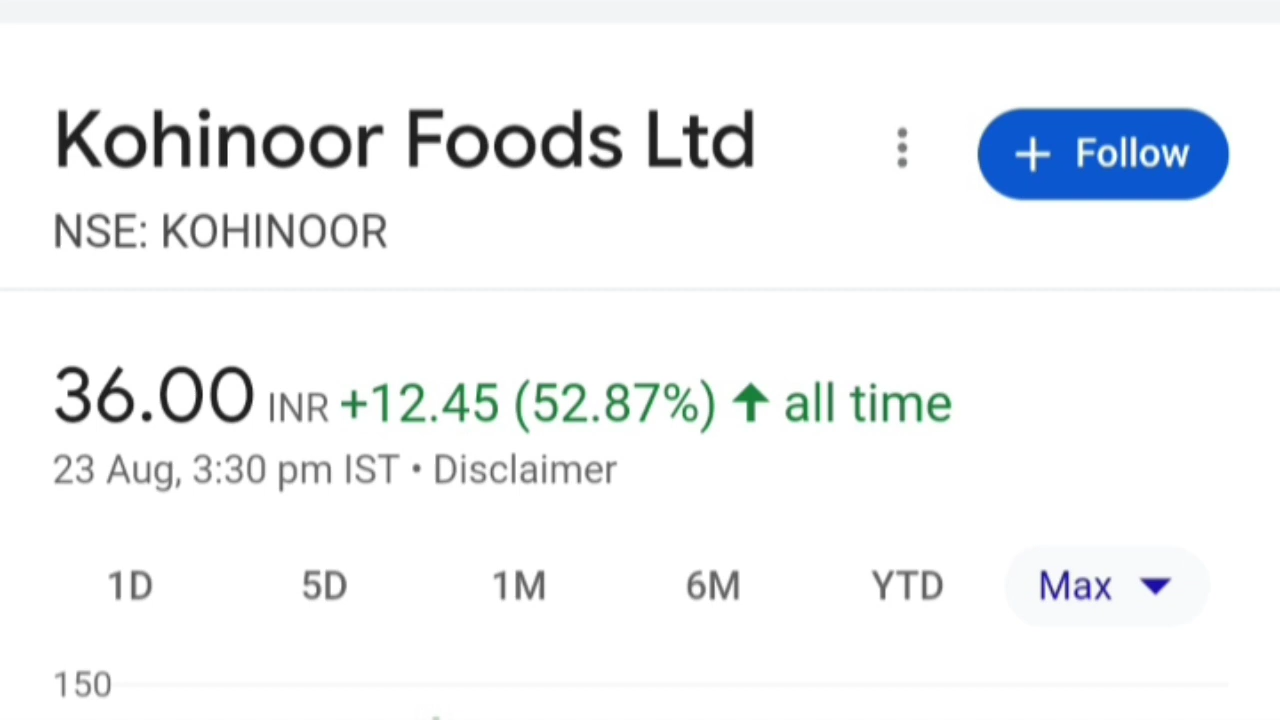 Kohinoor Foods Ltd
+ Follow
NSE: KOHINOOR
36.00 INR +12.45 (52.87%) ↑ all time
23 Aug, 3:30 pm IST • Disclaimer
1D 5D 1M 6M YTD Max
150